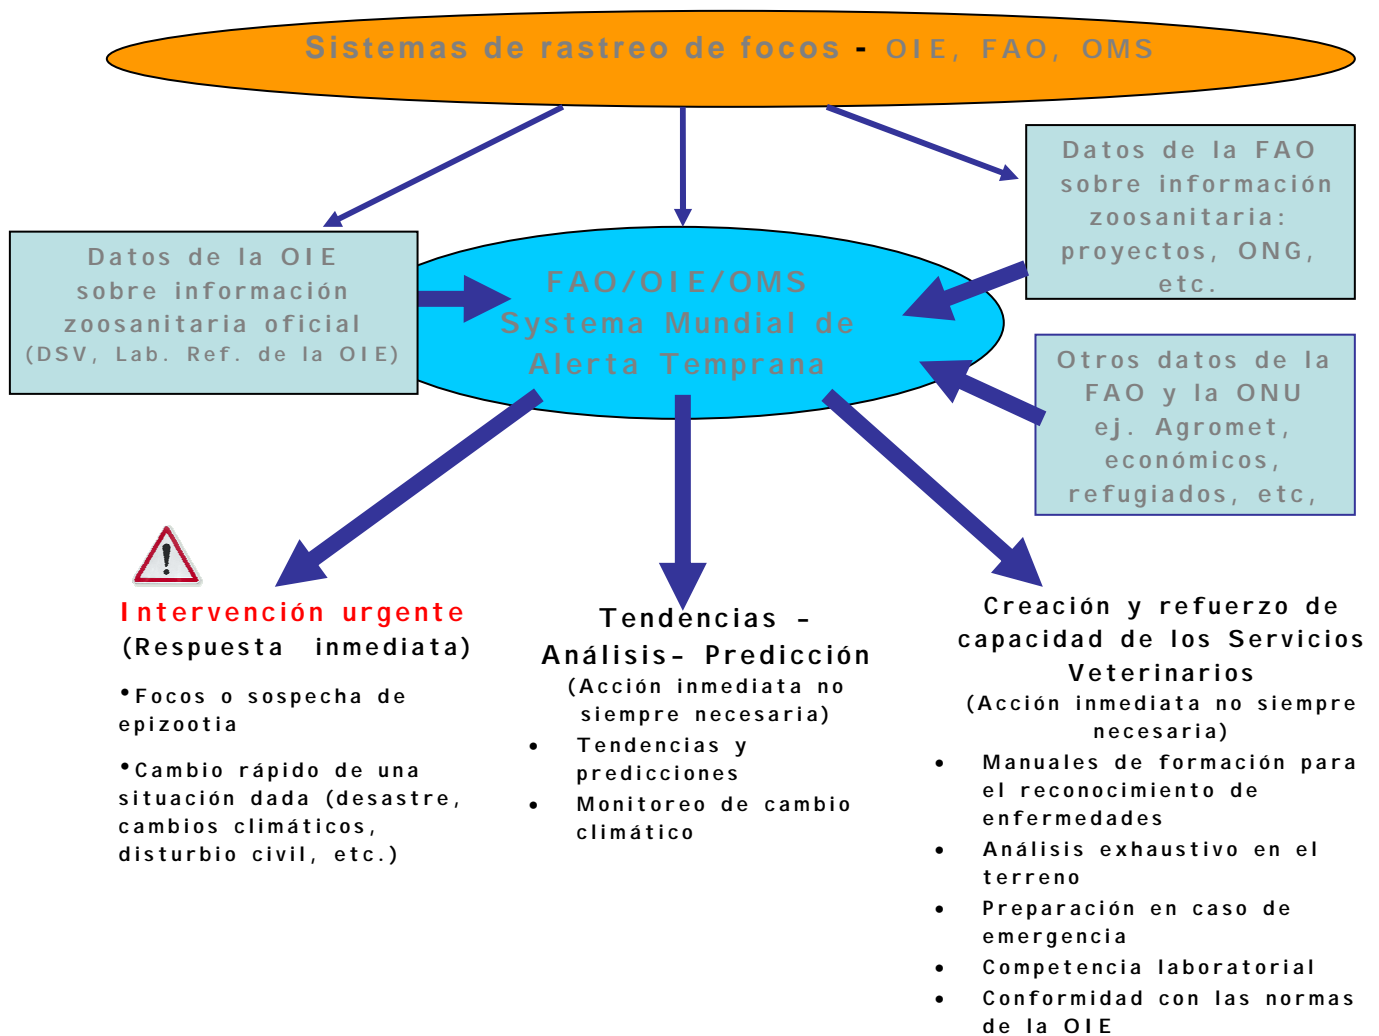 Sistemas de rastreo de focos - OIE, FAO, OMS
Datos de la OIE
sobre información
zoosanitaria oficial
(DSV, Lab. Ref. de la OIE)
FAO/OIE/OMS
Systema Mundial de
Alerta Temprana
Datos de la FAO
sobre información
zoosanitaria:
proyectos, ONG,
etc.
Otros datos de la
FAO y la ONU
ej. Agromet,
económicos,
refugiados, etc,
Intervención urgente
(Respuesta inmediata)
•Focos o sospecha de
epizootia
•Cambio rápido de una
situación dada (desastre,
cambios climáticos,
disturbio civil, etc.)
Tendencias –
Análisis– Predicción
(Acción inmediata no
siempre necesaria)
• Tendencias y
predicciones
• Monitoreo de cambio
climático
Creación y refuerzo de
capacidad de los Servicios
Veterinarios
(Acción inmediata no siempre
necesaria)
• Manuales de formación para
el reconocimiento de
enfermedades
• Análisis exhaustivo en el
terreno
• Preparación en caso de
emergencia
• Competencia laboratorial
• Conformidad con las normas
de la OIE